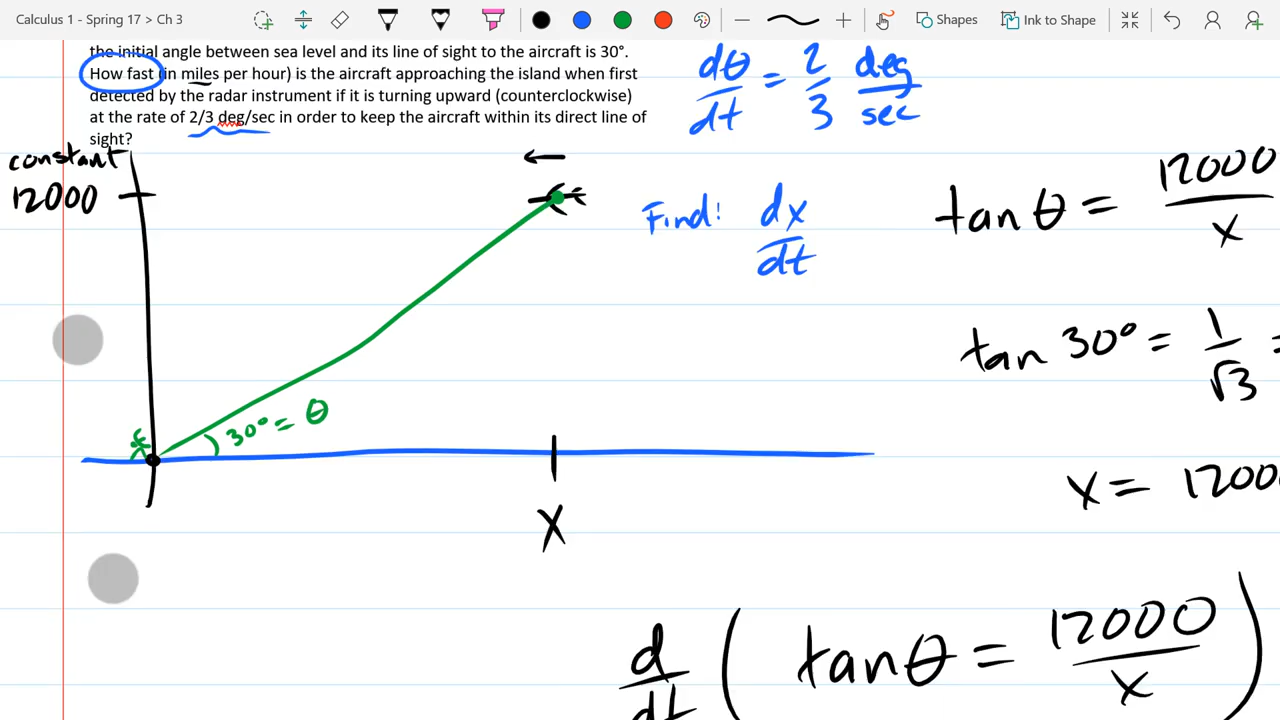 Calculus 1 - Spring 17 > Ch 3
Shapes
Ink to Shape
the initial angle between sea level and its line of sight to the aircraft is 30°.
How fast (in miles per hour) is the aircraft approaching the island when first
detected by the radar instrument if it is turning upward (counterclockwise)
at the rate of 2/3 deg/sec in order to keep the aircraft within its direct line of
sight?
dθ/dt = 2/3 deg/sec
constant
12000
Find: dx/dt
tan θ = 12000/x
tan 30° = 1/√3 =
30° = θ
x = 1200
X
d/dt ( tan θ = 12000/x )